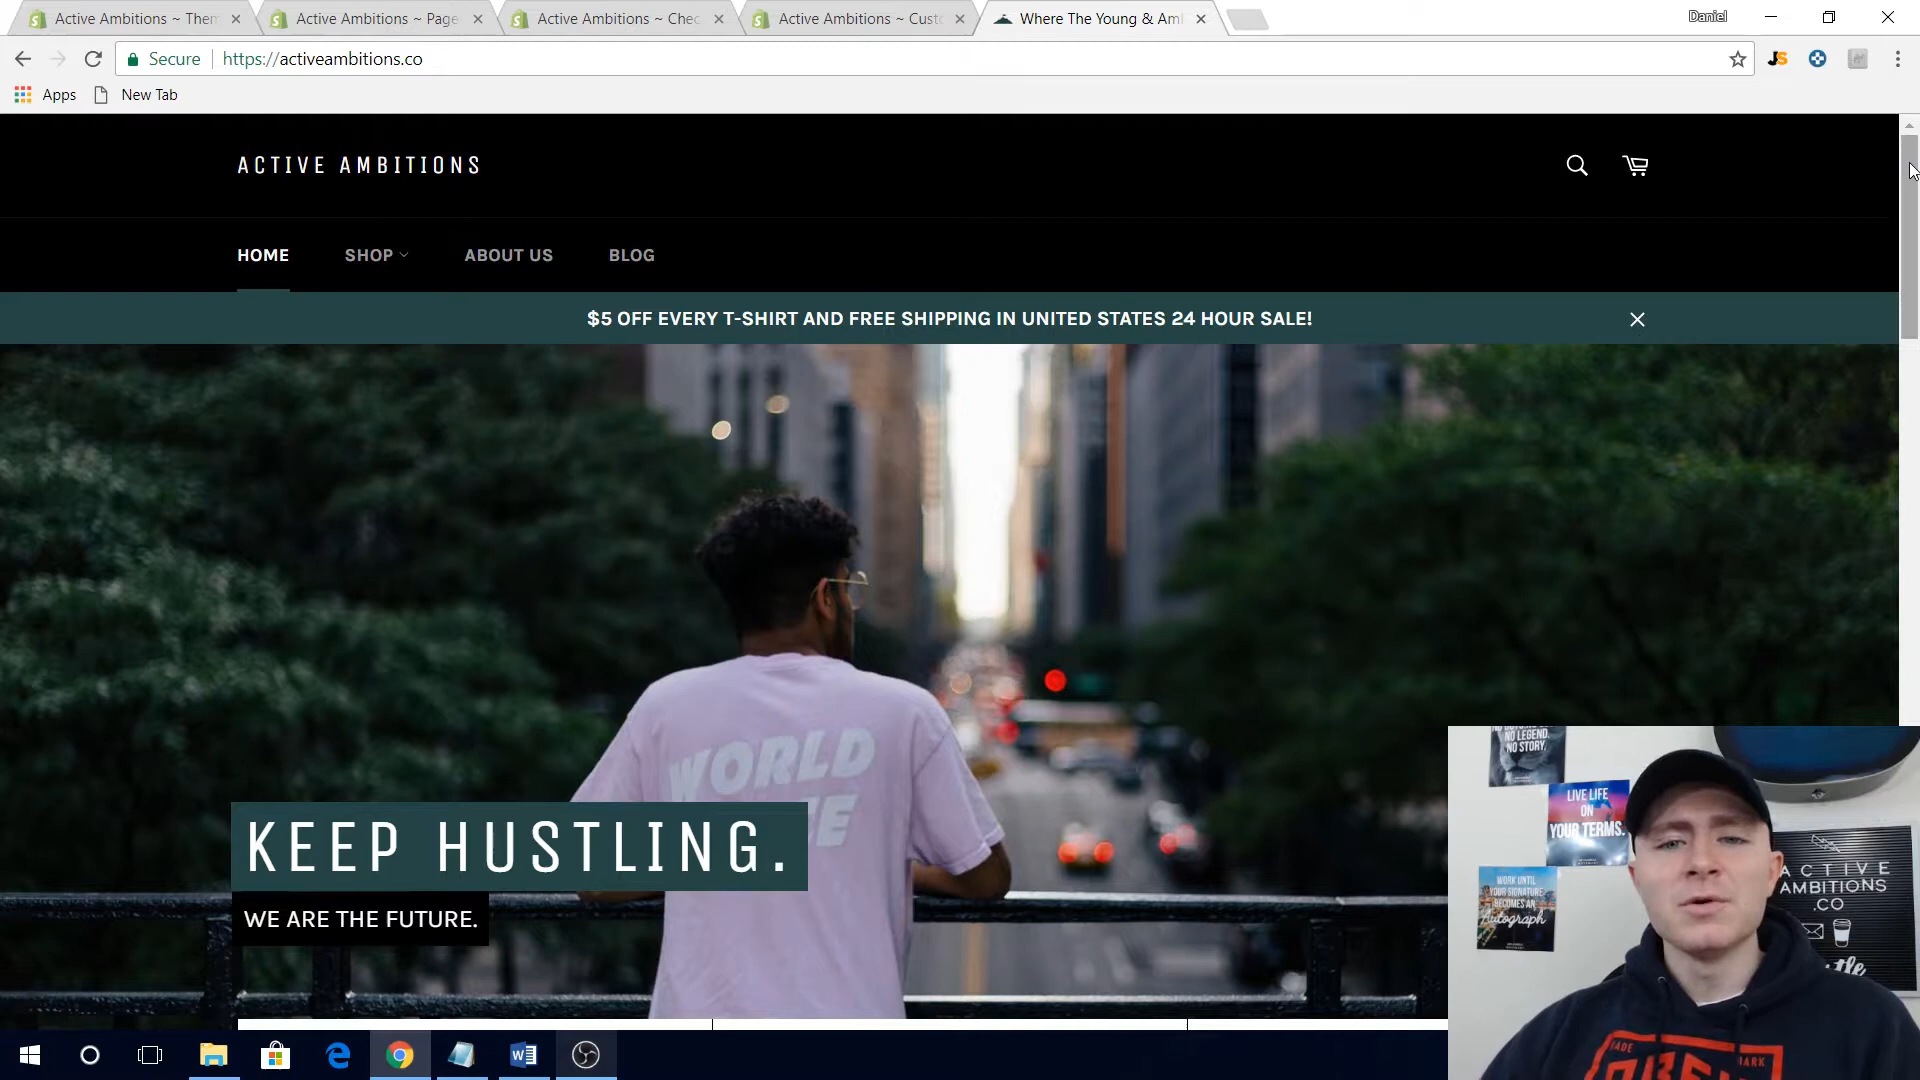 Active Ambitions ~ Them
Active Ambitions ~ Page
Active Ambitions ~ Chec
Active Ambitions ~ Custo
Where The Young & Am
Daniel
Secure
https://activeambitions.co
JS
Apps
New Tab
ACTIVE AMBITIONS
HOME
SHOP
ABOUT US
BLOG
$5 OFF EVERY T-SHIRT AND FREE SHIPPING IN UNITED STATES 24 HOUR SALE!
WORLD
KEEP HUSTLING.
WE ARE THE FUTURE.
NO LEGEND.
NO STORY.
LIVE LIFE
ON
YOUR TERMS.
WORK UNTIL
YOUR SIGNATURE
BECOMES AN
Autograph
ACTIVE
AMBITIONS
.CO